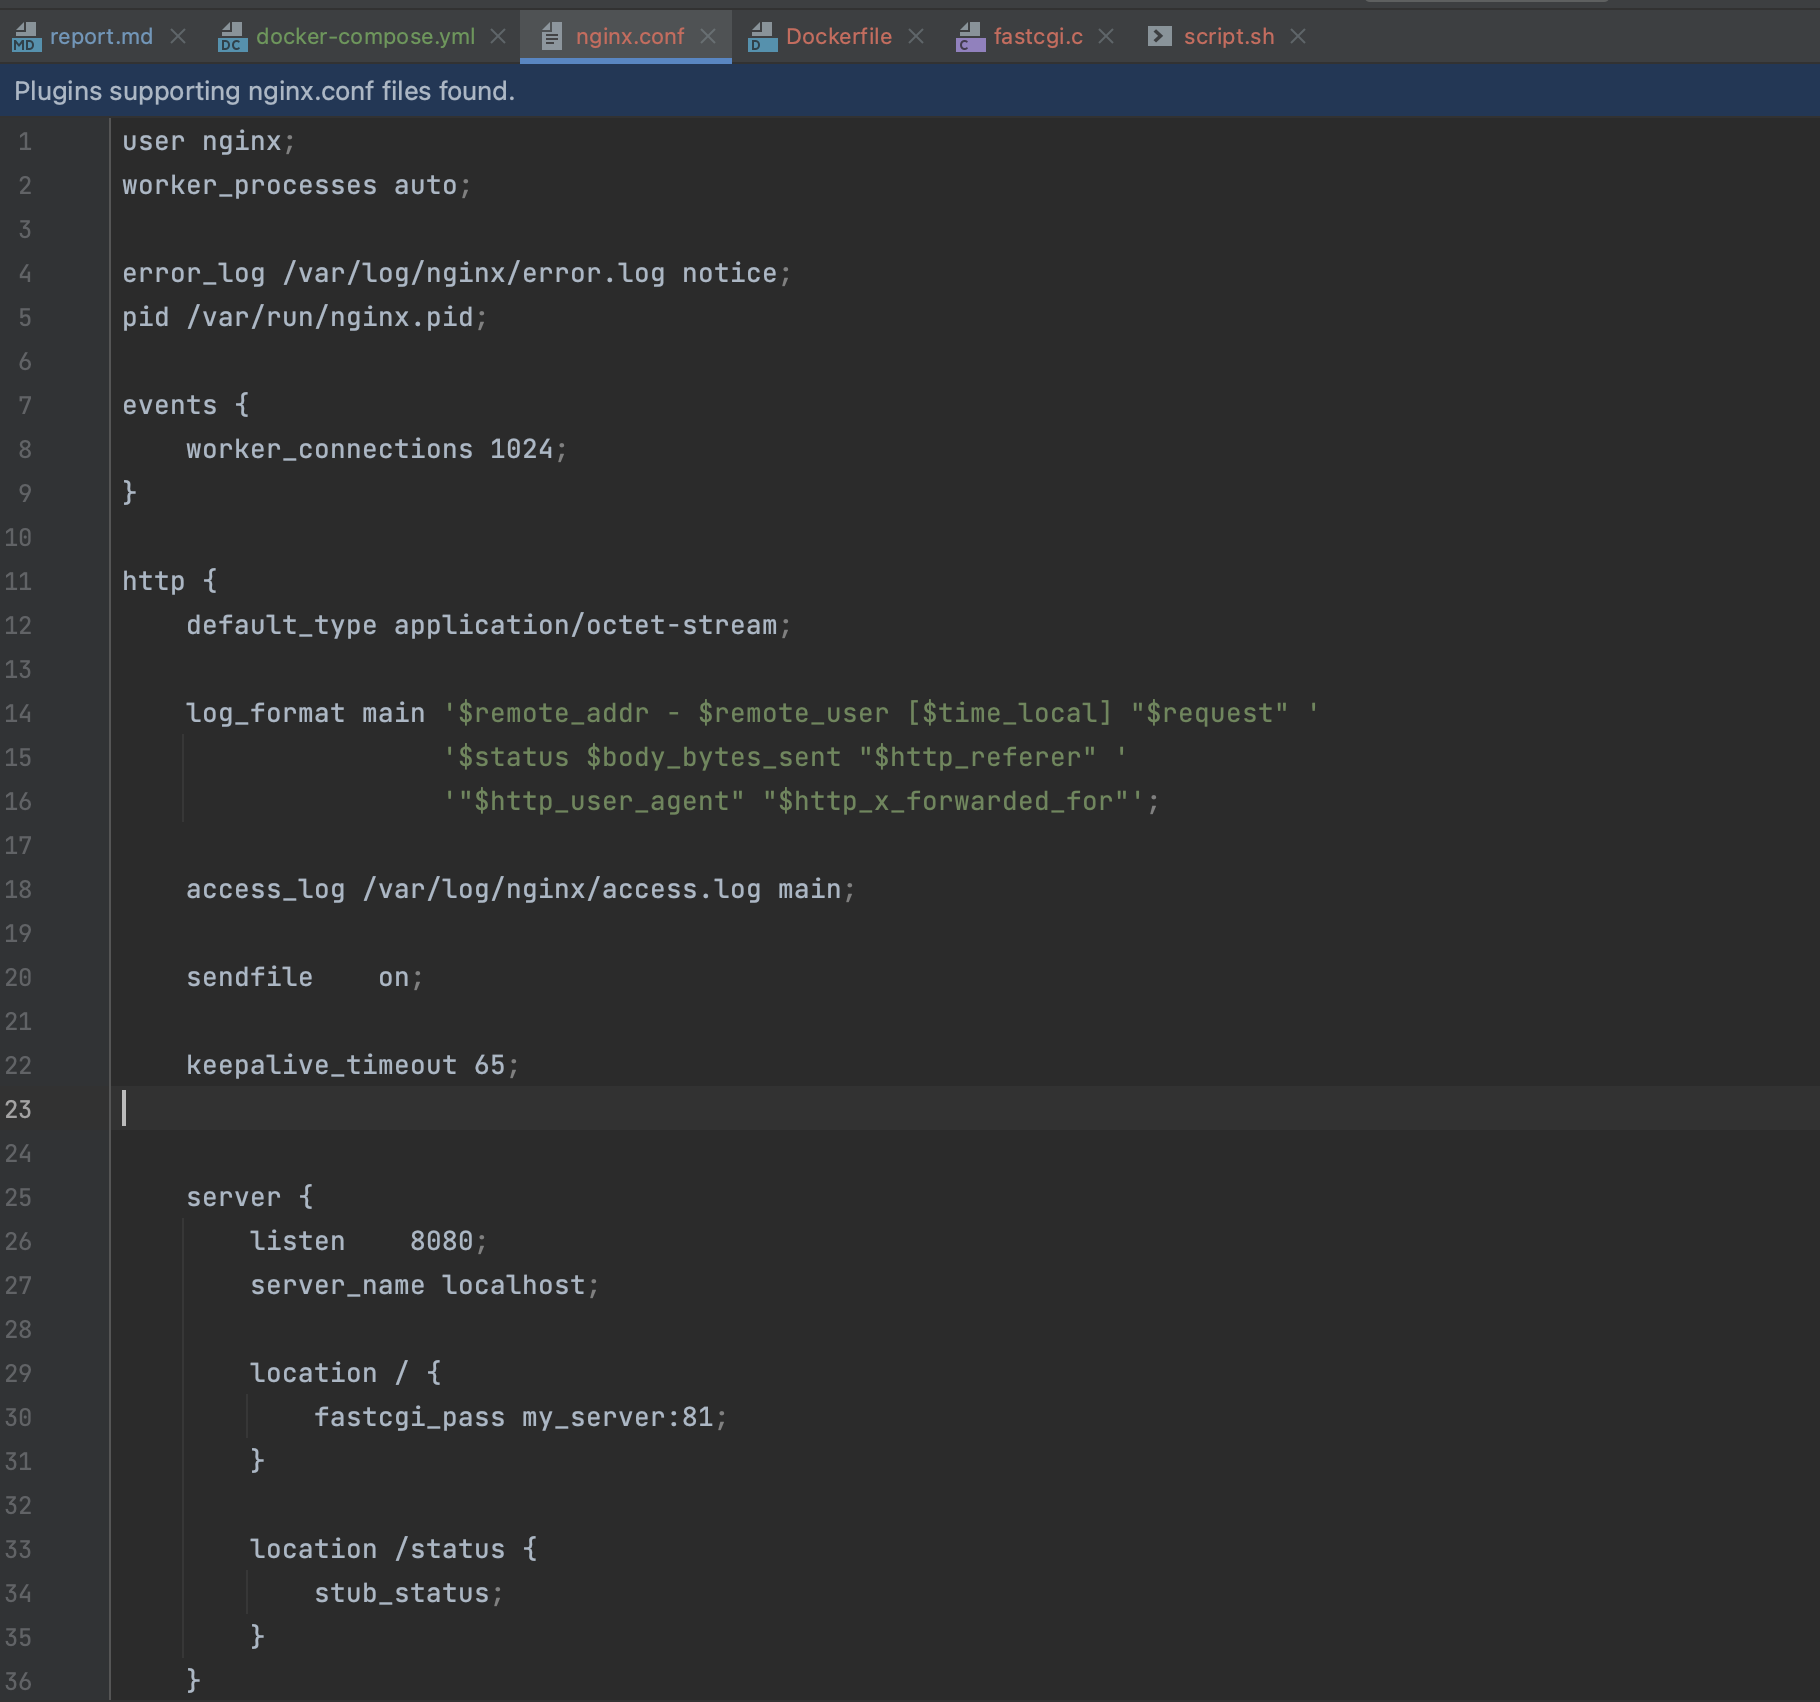 report.md docker-compose.yml nginx.conf Dockerfile fastcgi.c script.sh
Plugins supporting nginx.conf files found.
1 user nginx;
2 worker_processes auto;
3
4 error_log /var/log/nginx/error.log notice;
5 pid /var/run/nginx.pid;
6
7 events {
8     worker_connections 1024;
9 }
10
11 http {
12     default_type application/octet-stream;
13
14     log_format main '$remote_addr - $remote_user [$time_local] "$request" '
15                     '$status $body_bytes_sent "$http_referer" '
16                     '"$http_user_agent" "$http_x_forwarded_for"';
17
18     access_log /var/log/nginx/access.log main;
19
20     sendfile    on;
21
22     keepalive_timeout 65;
23
24
25     server {
26         listen    8080;
27         server_name localhost;
28
29         location / {
30             fastcgi_pass my_server:81;
31         }
32
33         location /status {
34             stub_status;
35         }
36     }